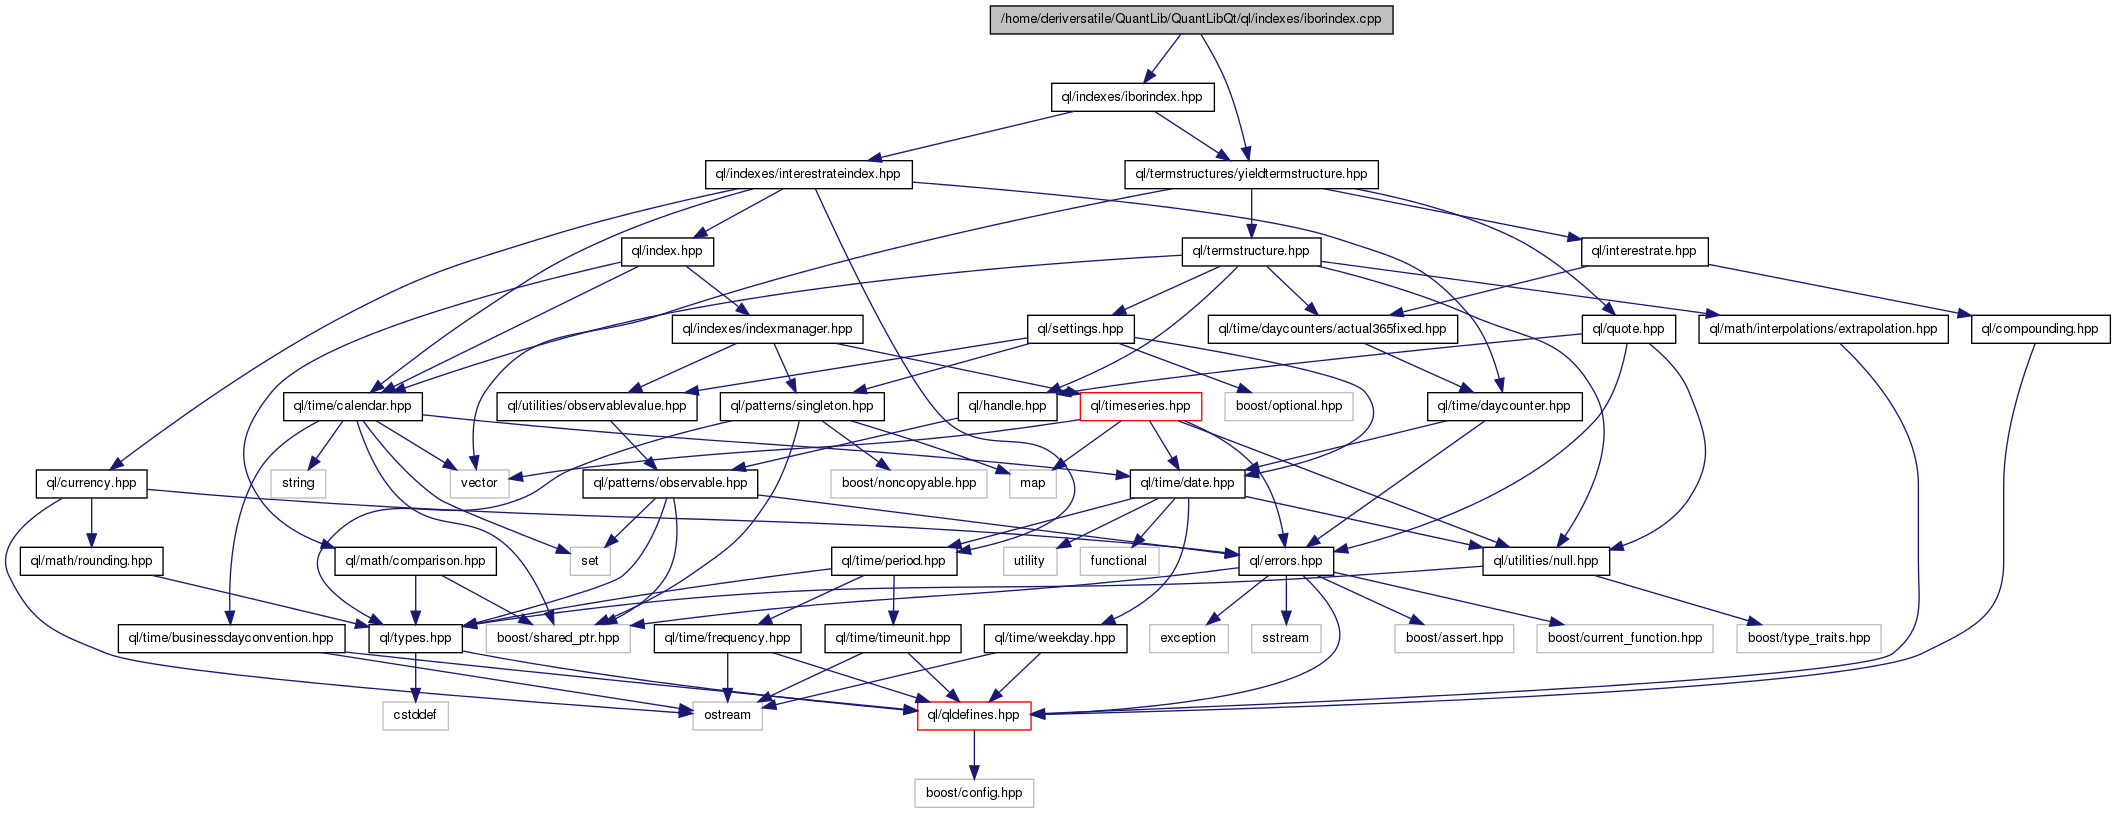 /home/deriversatile/QuantLib/QuantLibQt/ql/indexes/iborindex.cpp
ql/indexes/iborindex.hpp
ql/indexes/interestrateindex.hpp
ql/termstructures/yieldtermstructure.hpp
ql/index.hpp
ql/termstructure.hpp
ql/interestrate.hpp
ql/indexes/indexmanager.hpp
ql/settings.hpp
ql/time/daycounters/actual365fixed.hpp
ql/quote.hpp
ql/math/interpolations/extrapolation.hpp
ql/compounding.hpp
ql/time/calendar.hpp
ql/utilities/observablevalue.hpp
ql/patterns/singleton.hpp
ql/handle.hpp
ql/timeseries.hpp
boost/optional.hpp
ql/time/daycounter.hpp
ql/currency.hpp
string
vector
ql/patterns/observable.hpp
boost/noncopyable.hpp
map
ql/time/date.hpp
ql/math/rounding.hpp
ql/math/comparison.hpp
set
ql/time/period.hpp
utility
functional
ql/errors.hpp
ql/utilities/null.hpp
ql/time/businessdayconvention.hpp
ql/types.hpp
boost/shared_ptr.hpp
ql/time/frequency.hpp
ql/time/timeunit.hpp
ql/time/weekday.hpp
exception
sstream
boost/assert.hpp
boost/current_function.hpp
boost/type_traits.hpp
cstddef
ostream
ql/qldefines.hpp
boost/config.hpp